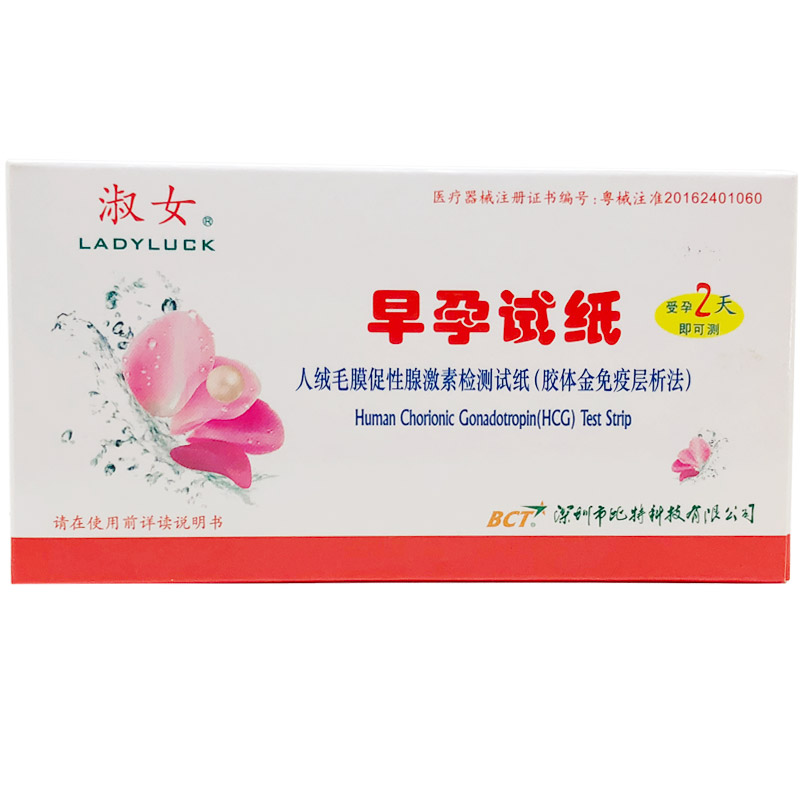 淑女®
LADYLUCK
医疗器械注册证书编号:粤械注准20162401060
早孕试纸
受孕2天
即可测
人绒毛膜促性腺激素检测试纸(胶体金免疫层析法)
Human Chorionic Gonadotropin(HCG) Test Strip
请在使用前详读说明书
BCT® 深圳市比特科技有限公司